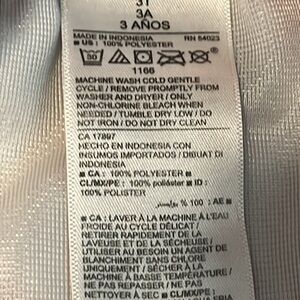 3T
3A
3 AÑOS
MADE IN INDONESIA RN 54023
■ US : 100% POLYESTER
30
1166
MACHINE WASH COLD GENTLE
CYCLE / REMOVE PROMPTLY FROM
WASHER AND DRYER / ONLY
NON-CHLORINE BLEACH WHEN
NEEDED / TUMBLE DRY LOW / DO
NOT IRON / DO NOT DRY CLEAN
CA 17897
HECHO EN INDONESIA CON
INSUMOS IMPORTADOS / DIBUAT DI
INDONESIA
■ CA : 100% POLYESTER
CL/MX/PE : 100% poliéster ■ ID :
100% POLISTER
■ AE : 100 % بوليستر
■ CA : LAVER À LA MACHINE À L'EAU
FROIDE AU CYCLE DÉLICAT /
RETIRER RAPIDEMENT DE LA
LAVEUSE ET DE LA SÉCHEUSE /
UTILISER AU BESOIN UN AGENT DE
BLANCHIMENT SANS CHLORE
UNIQUEMENT / SÉCHER À LA
MACHINE À BASSE TEMPÉRATURE /
NE PAS REPASSER / NE PAS
NETTOYER À SEC ■ CL/MX/PE :